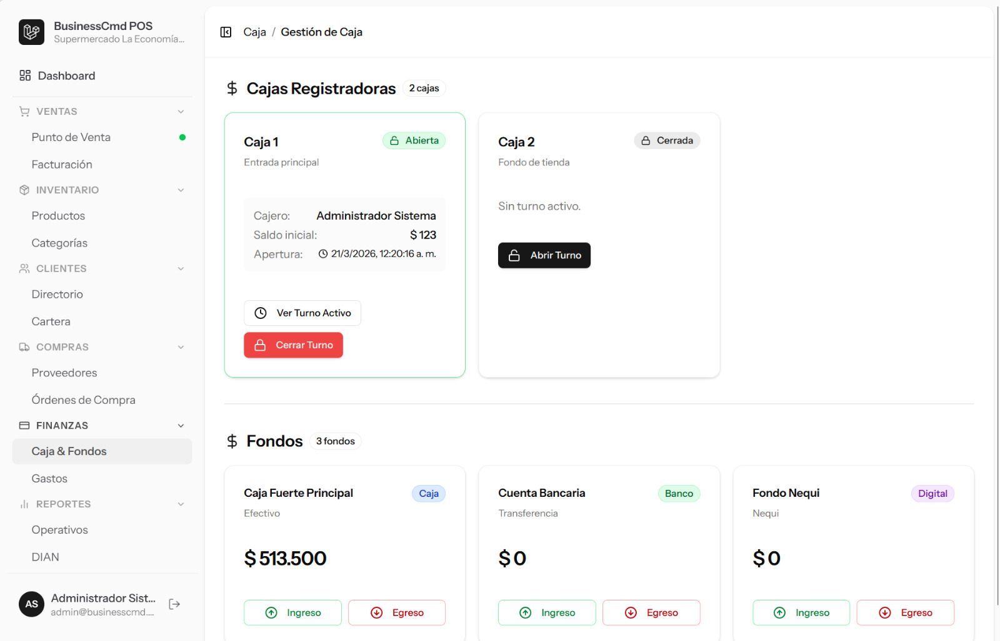 BusinessCmd POS
Supermercado La Economía...
Dashboard
VENTAS
Punto de Venta
Facturación
INVENTARIO
Productos
Categorías
CLIENTES
Directorio
Cartera
COMPRAS
Proveedores
Órdenes de Compra
FINANZAS
Caja & Fondos
Gastos
REPORTES
Operativos
DIAN
AS
Administrador Sist...
admin@businesscmd....
Caja / Gestión de Caja
$ Cajas Registradoras 2 cajas
Caja 1 Abierta
Entrada principal
Cajero: Administrador Sistema
Saldo inicial: $ 123
Apertura: 21/3/2026, 12:20:16 a. m.
Ver Turno Activo
Cerrar Turno
Caja 2 Cerrada
Fondo de tienda
Sin turno activo.
Abrir Turno
$ Fondos 3 fondos
Caja Fuerte Principal Caja
Efectivo
$ 513.500
Ingreso Egreso
Cuenta Bancaria Banco
Transferencia
$ 0
Ingreso Egreso
Fondo Nequi Digital
Nequi
$ 0
Ingreso Egreso